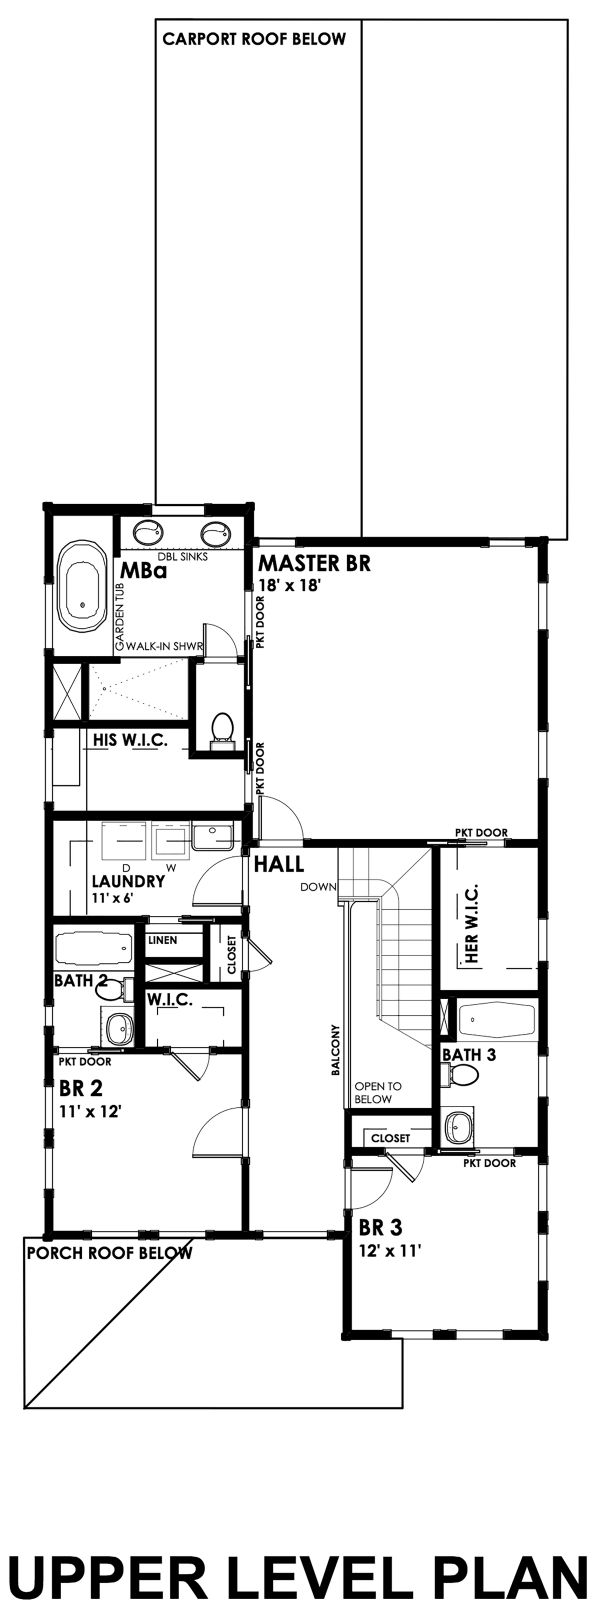 CARPORT ROOF BELOW
DBL SINKS
MBa
MASTER BR
18' x 18'
GARDEN TUB
PKT DOOR
WALK-IN SHWR
HIS W.I.C.
PKT DOOR
PKT DOOR
HALL
D
W
LAUNDRY
11' x 6'
DOWN
HER W.I.C.
LINEN
CLOSET
BATH 2
W.I.C.
BALCONY
BATH 3
PKT DOOR
BR 2
11' x 12'
OPEN TO
BELOW
CLOSET
PKT DOOR
BR 3
12' x 11'
PORCH ROOF BELOW
UPPER LEVEL PLAN